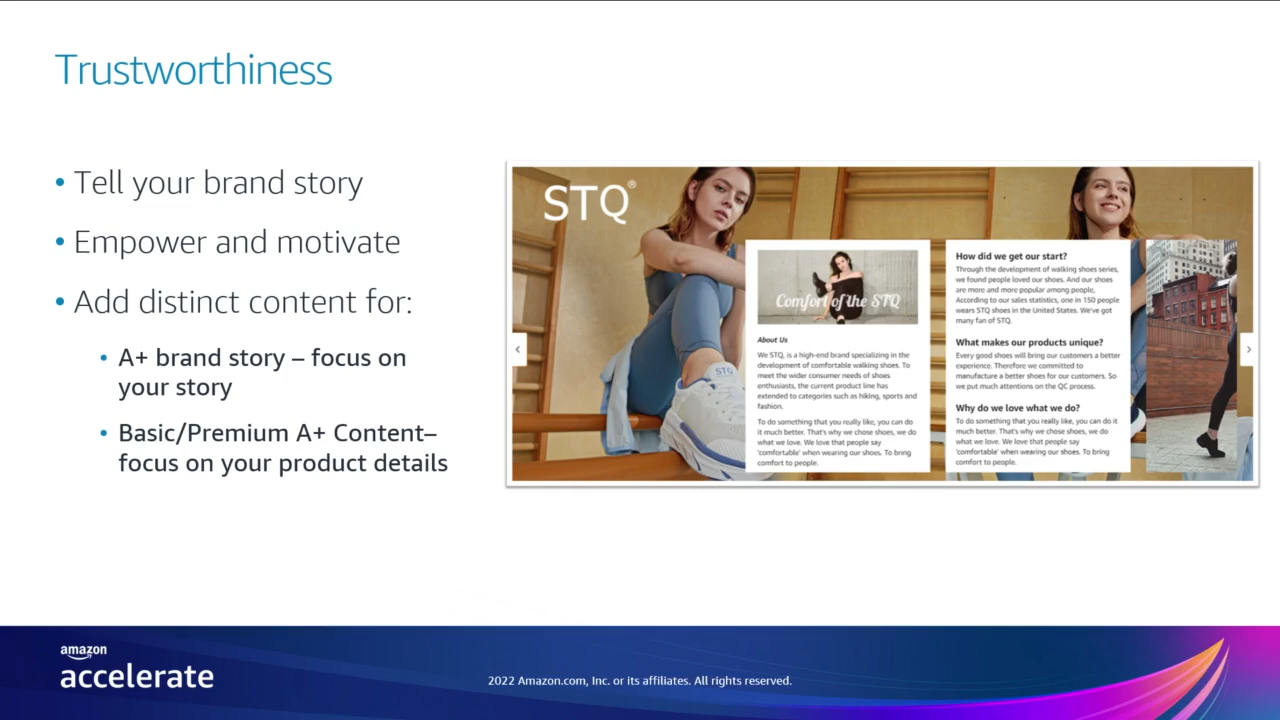 Trustworthiness
• Tell your brand story
• Empower and motivate
• Add distinct content for:
• A+ brand story – focus on
your story
• Basic/Premium A+ Content–
focus on your product details
STQ®
STQ
Comfort of the STQ
About Us
We STQ, is a high-end brand specializing in the
development of comfortable walking shoes. To
meet the wider consumer needs of shoes
enthusiasts, the current product line has
extended to categories such as hiking, sports and
fashion.
To do something that you really like, you can do
it much better. That's why we chose shoes, we do
what we love. We love that people say
'comfortable' when wearing our shoes. To bring
comfort to people.
How did we get our start?
Through the development of walking shoes series,
we found people loved our shoes. And our shoes
are more and more popular among people,
According to our sales statistics, one in 150 people
wears STQ shoes in the United States. We've got
many fan of STQ.
What makes our products unique?
Every good shoes will bring our customers a better
experience. Therefore we committed to
manufacture a better shoes for our customers. So
we put much attentions on the QC process.
Why do we love what we do?
To do something that you really like, you can do it
much better. That's why we chose shoes, we do
what we love. We love that people say
'comfortable' when wearing our shoes. To bring
comfort to people.
amazon
accelerate
2022 Amazon.com, Inc. or its affiliates. All rights reserved.